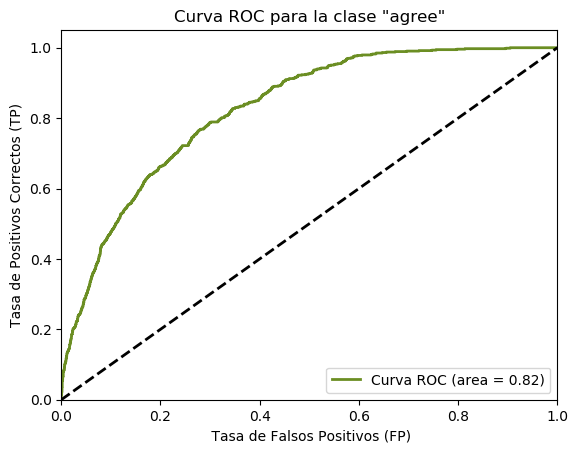 Curva ROC para la clase "agree"
Tasa de Positivos Correctos (TP)
1.0
0.8
0.6
0.4
0.2
0.0
0.0 0.2 0.4 0.6 0.8 1.0
Tasa de Falsos Positivos (FP)
Curva ROC (area = 0.82)